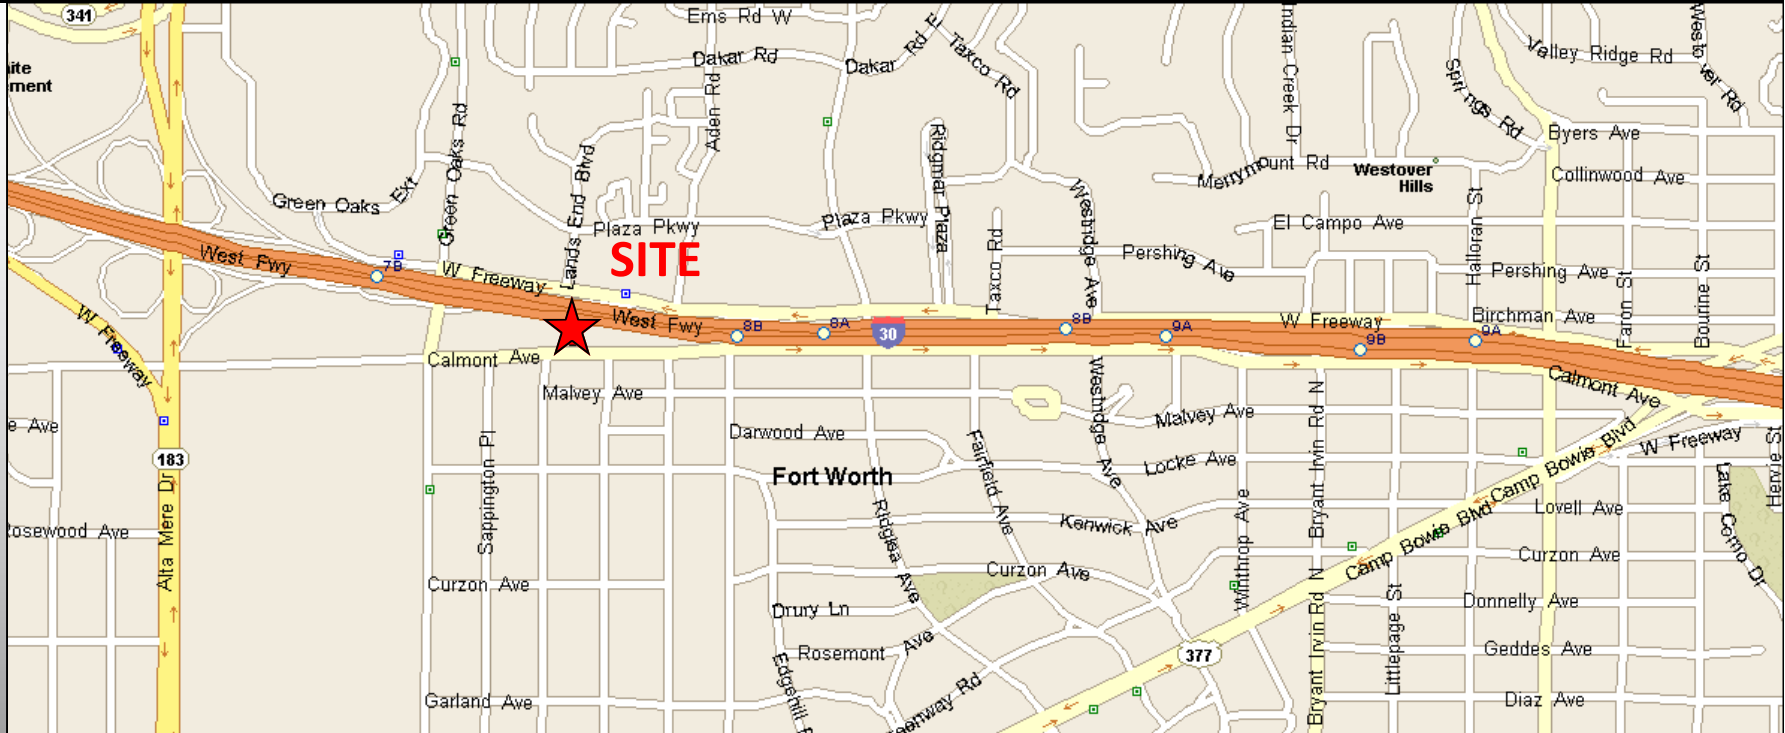 341
Ems Rd W
Dakar Rd
Dakar Rd
El Taxco Rd
Indian Creek Dr
Springs Rd
Valley Ridge Rd
Westover Rd
ite
ment
Green Oaks Rd
Aden Rd
Lands End Blvd
Ridgmar Plaza
Byers Ave
Merrymount Rd
Westover
Hills
Collinwood Ave
Green Oaks Ext
Plaza Pkwy
Plaza Pkwy
Westridge Ave
El Campo Ave
Halloran St
SITE
West Fwy
7B
W Freeway
Taxco Rd
Pershing Ave
Pershing Ave
Faron St
Bourine St
W Freeway
West Fwy
8B
8A
30
8B
9A
W Freeway
9B
9A
Birchman Ave
Calmont Ave
Calmont Ave
Malvey Ave
Westridge Ave
Malvey Ave
Bryant Irvin Rd N
e Ave
183
Sappington Pl
Darwood Ave
Fort Worth
Fairfield Ave
Locke Ave
Camp Bowie Blvd
W Freeway
Hervie St
Lake Como Dr
Rosewood Ave
Alta Mere Dr
Ridglea Ave
Kenwick Ave
Winthrop Ave
Camp Bowie Blvd
Lovell Ave
Curzon Ave
Curzon Ave
Curzon Ave
Drury Ln
Bryant Irvin Rd N
Littlepage St
Donnelly Ave
Rosemont Ave
377
Geddes Ave
Garland Ave
Edgehill R
enway Rd
Diaz Ave